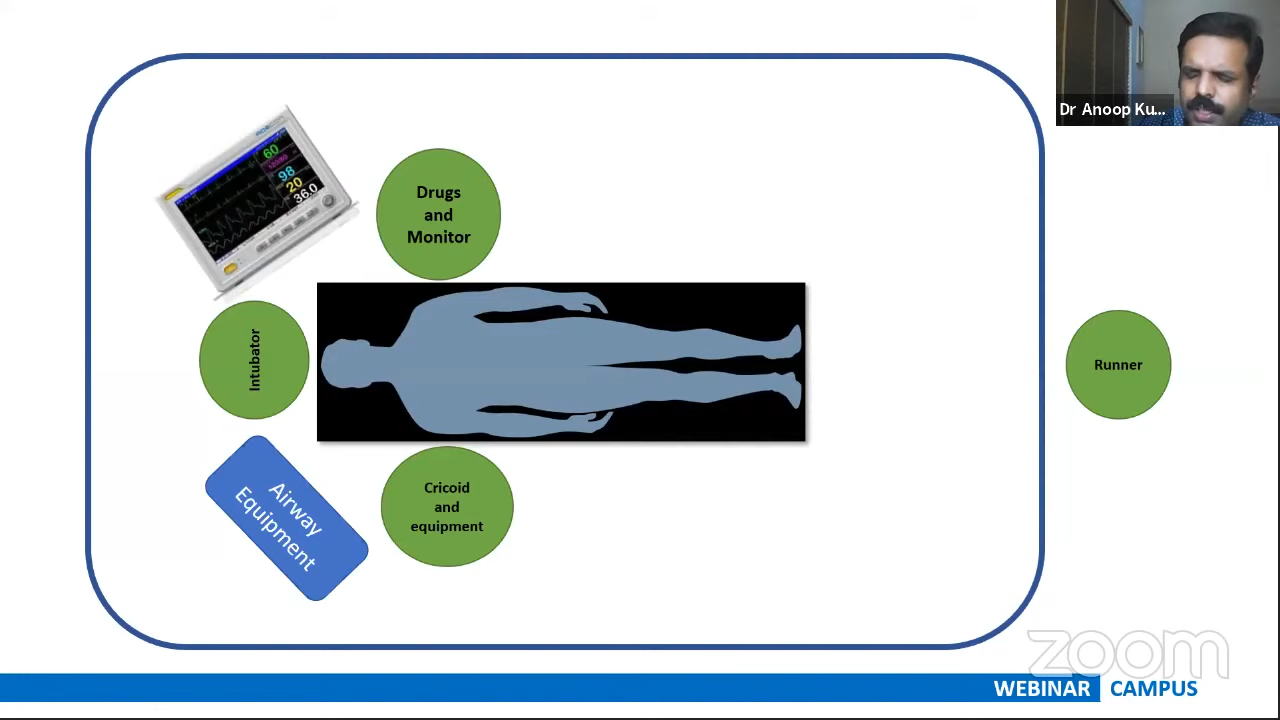 Dr Anoop Ku...
60
98
20
36.0
Drugs
and
Monitor
Intubator
Runner
Airway
Equipment
Cricoid
and
equipment
zoom
WEBINAR CAMPUS